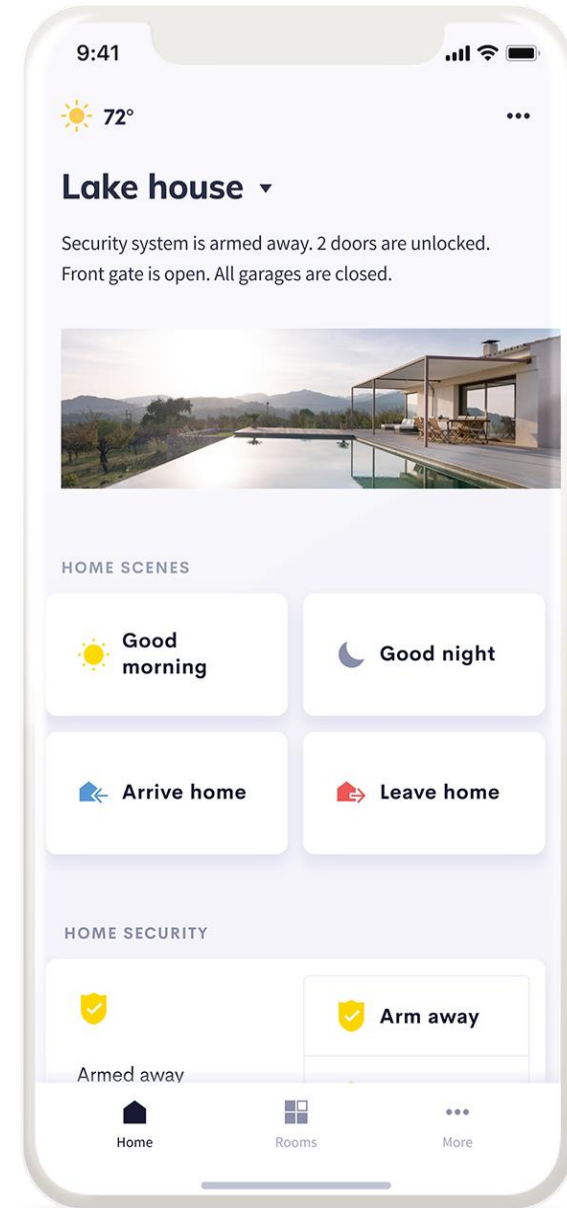 9:41
72°
Lake house
Security system is armed away. 2 doors are unlocked.
Front gate is open. All garages are closed.
HOME SCENES
Good
morning
Good night
Arrive home
Leave home
HOME SECURITY
Arm away
Armed away
Home
Rooms
More